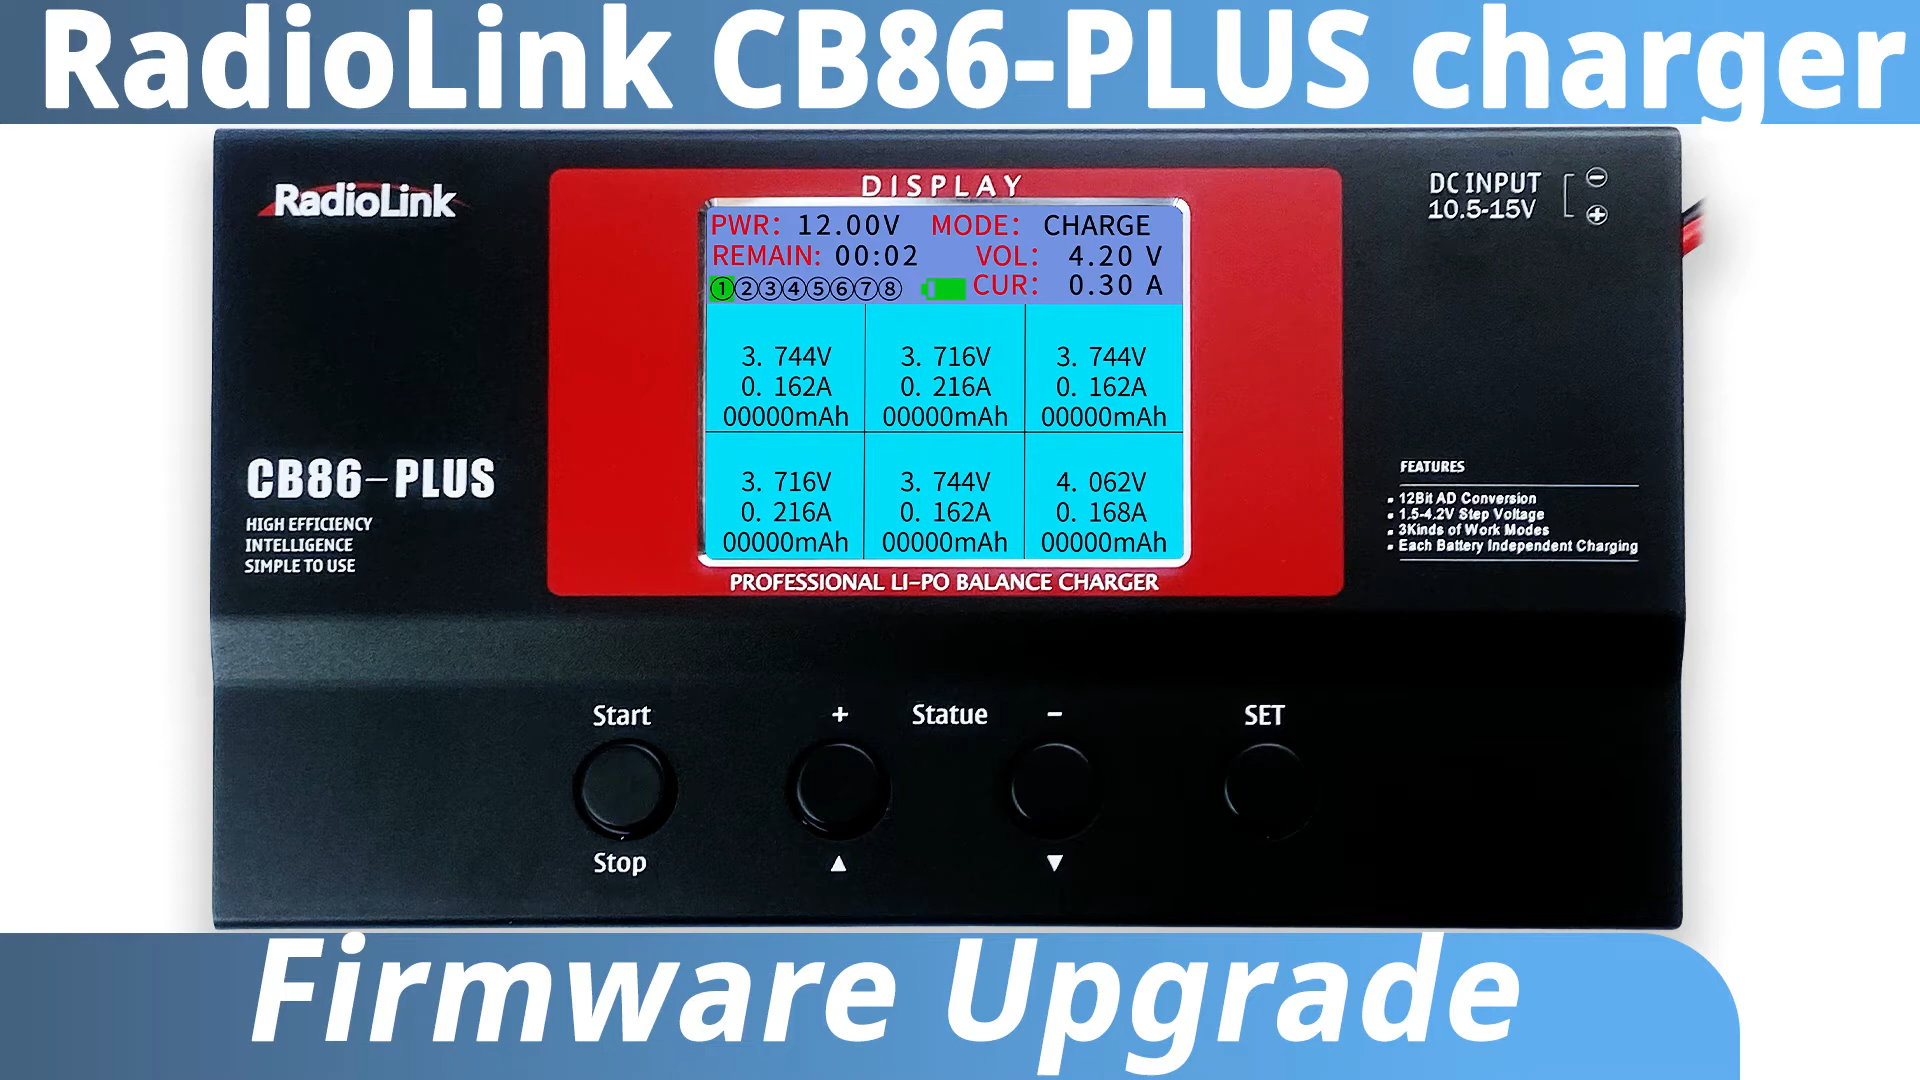 RadioLink CB86-PLUS charger
RadioLink
DISPLAY
DC INPUT
10.5-15V
PWR: 12.00V MODE: CHARGE
REMAIN: 00:02 VOL: 4.20 V
①②③④⑤⑥⑦⑧ CUR: 0.30 A
3. 744V 3. 716V 3. 744V
0. 162A 0. 216A 0. 162A
00000mAh 00000mAh 00000mAh
3. 716V 3. 744V 4. 062V
0. 216A 0. 162A 0. 168A
00000mAh 00000mAh 00000mAh
PROFESSIONAL LI-PO BALANCE CHARGER
CB86-PLUS
HIGH EFFICIENCY
INTELLIGENCE
SIMPLE TO USE
FEATURES
12Bit AD Conversion
1.5-4.2V Step Voltage
3Kinds of Work Modes
Each Battery Independent Charging
Start + Statue - SET
Stop ▲ ▼
Firmware Upgrade